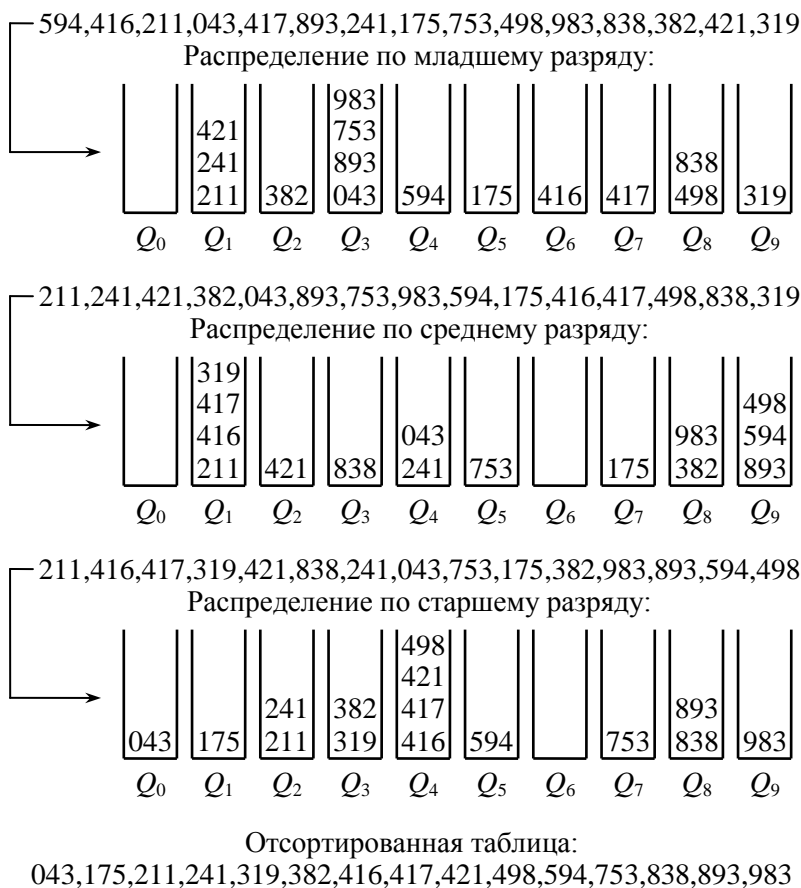 594,416,211,043,417,893,241,175,753,498,983,838,382,421,319
Распределение по младшему разряду:
983
421 753
241 893 838
211 382 043 594 175 416 417 498 319
Q0 Q1 Q2 Q3 Q4 Q5 Q6 Q7 Q8 Q9
211,241,421,382,043,893,753,983,594,175,416,417,498,838,319
Распределение по среднему разряду:
319
417 498
416 043 983 594
211 421 838 241 753 175 382 893
Q0 Q1 Q2 Q3 Q4 Q5 Q6 Q7 Q8 Q9
211,416,417,319,421,838,241,043,753,175,382,983,893,594,498
Распределение по старшему разряду:
498
421
241 382 417 893
043 175 211 319 416 594 753 838 983
Q0 Q1 Q2 Q3 Q4 Q5 Q6 Q7 Q8 Q9
Отсортированная таблица:
043,175,211,241,319,382,416,417,421,498,594,753,838,893,983